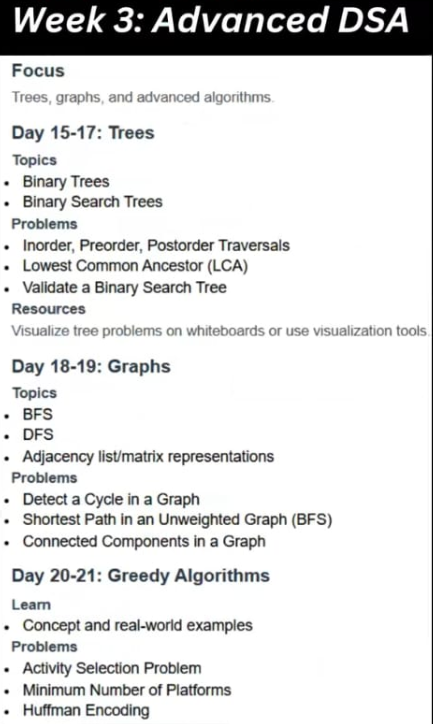 Week 3: Advanced DSA
Focus
Trees, graphs, and advanced algorithms.
Day 15-17: Trees
Topics
• Binary Trees
• Binary Search Trees
Problems
• Inorder, Preorder, Postorder Traversals
• Lowest Common Ancestor (LCA)
• Validate a Binary Search Tree
Resources
Visualize tree problems on whiteboards or use visualization tools.
Day 18-19: Graphs
Topics
• BFS
• DFS
• Adjacency list/matrix representations
Problems
• Detect a Cycle in a Graph
• Shortest Path in an Unweighted Graph (BFS)
• Connected Components in a Graph
Day 20-21: Greedy Algorithms
Learn
• Concept and real-world examples
Problems
• Activity Selection Problem
• Minimum Number of Platforms
• Huffman Encoding